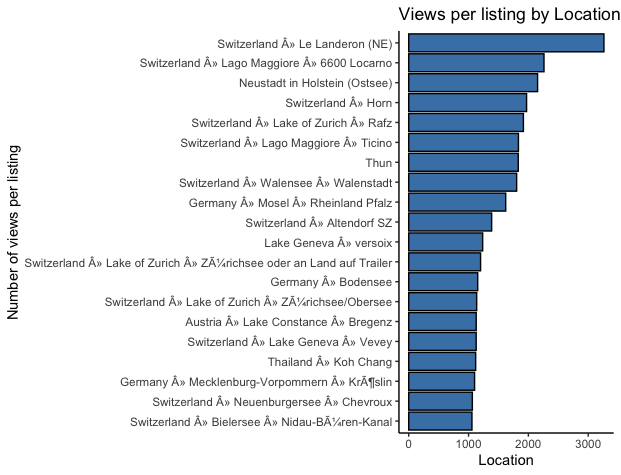 Views per listing by Location
Number of views per listing
Switzerland Â» Le Landeron (NE)
Switzerland Â» Lago Maggiore Â» 6600 Locarno
Neustadt in Holstein (Ostsee)
Switzerland Â» Horn
Switzerland Â» Lake of Zurich Â» Rafz
Switzerland Â» Lago Maggiore Â» Ticino
Thun
Switzerland Â» Walensee Â» Walenstadt
Germany Â» Mosel Â» Rheinland Pfalz
Switzerland Â» Altendorf SZ
Lake Geneva Â» versoix
Switzerland Â» Lake of Zurich Â» ZÃ¼richsee oder an Land auf Trailer
Germany Â» Bodensee
Switzerland Â» Lake of Zurich Â» ZÃ¼richsee/Obersee
Austria Â» Lake Constance Â» Bregenz
Switzerland Â» Lake Geneva Â» Vevey
Thailand Â» Koh Chang
Germany Â» Mecklenburg-Vorpommern Â» KrÃ¶slin
Switzerland Â» Neuenburgersee Â» Chevroux
Switzerland Â» Bielersee Â» Nidau-BÃ¼ren-Kanal
0 1000 2000 3000
Location